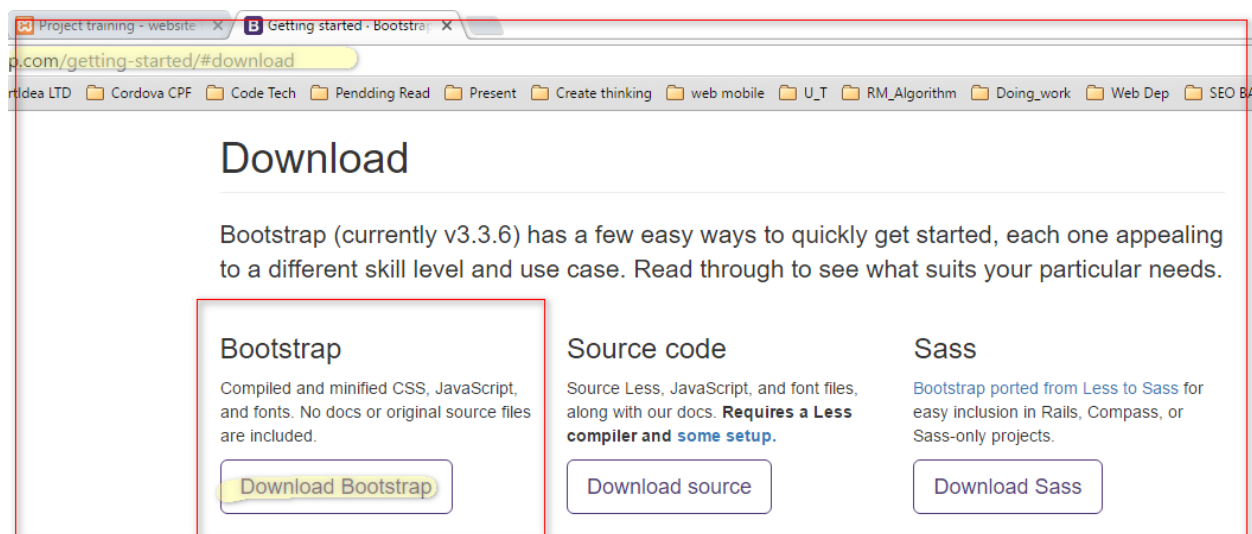 Project training - website
Getting started · Bootstrap
p.com/getting-started/#download
rtIdea LTD Cordova CPF Code Tech Pendding Read Present Create thinking web mobile U_T RM_Algorithm Doing_work Web Dep SEO BA
Download
Bootstrap (currently v3.3.6) has a few easy ways to quickly get started, each one appealing
to a different skill level and use case. Read through to see what suits your particular needs.
Bootstrap
Compiled and minified CSS, JavaScript,
and fonts. No docs or original source files
are included.
Download Bootstrap
Source code
Source Less, JavaScript, and font files,
along with our docs. Requires a Less
compiler and some setup.
Download source
Sass
Bootstrap ported from Less to Sass for
easy inclusion in Rails, Compass, or
Sass-only projects.
Download Sass